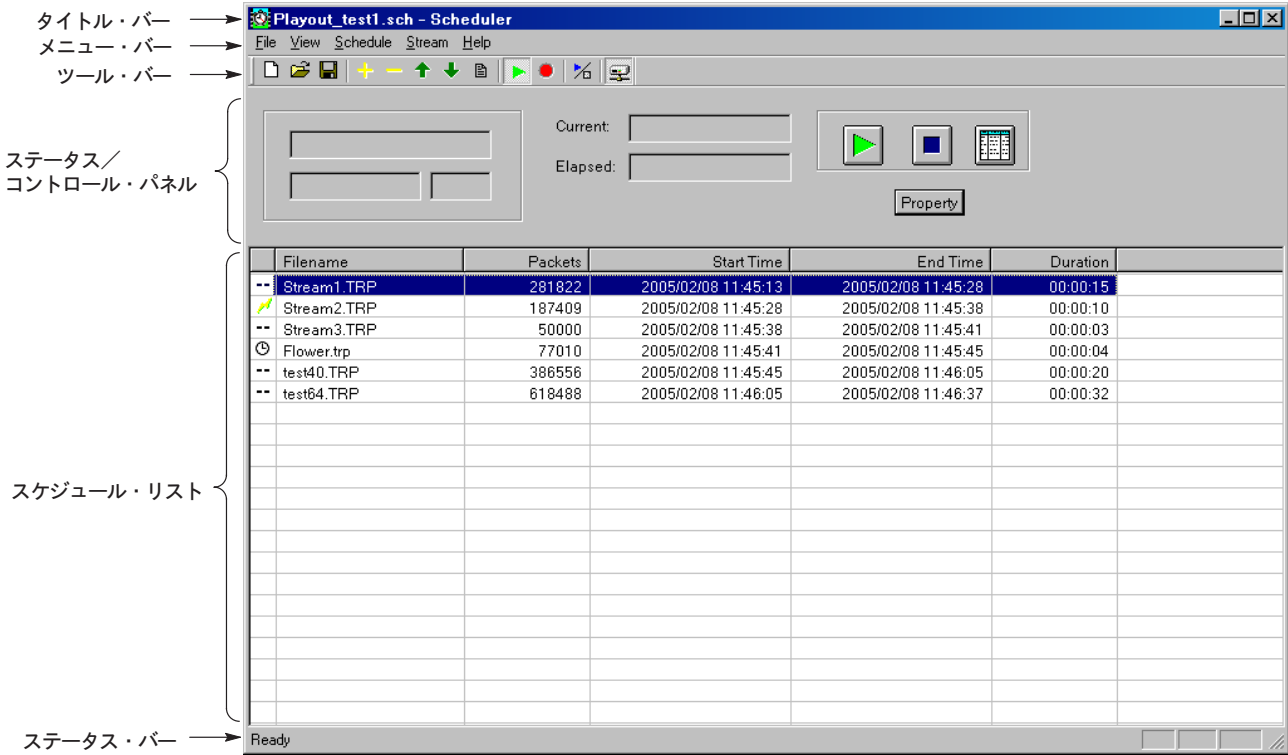 タイトル・バー
Playout_test1.sch - Scheduler
メニュー・バー
File View Schedule Stream Help
ツール・バー
ステータス／
コントロール・パネル
Current:
Elapsed:
Property
スケジュール・リスト
Filename Packets Start Time End Time Duration
-- Stream1.TRP 281822 2005/02/08 11:45:13 2005/02/08 11:45:28 00:00:15
Stream2.TRP 187409 2005/02/08 11:45:28 2005/02/08 11:45:38 00:00:10
-- Stream3.TRP 50000 2005/02/08 11:45:38 2005/02/08 11:45:41 00:00:03
Flower.trp 77010 2005/02/08 11:45:41 2005/02/08 11:45:45 00:00:04
-- test40.TRP 386556 2005/02/08 11:45:45 2005/02/08 11:46:05 00:00:20
-- test64.TRP 618488 2005/02/08 11:46:05 2005/02/08 11:46:37 00:00:32
ステータス・バー
Ready